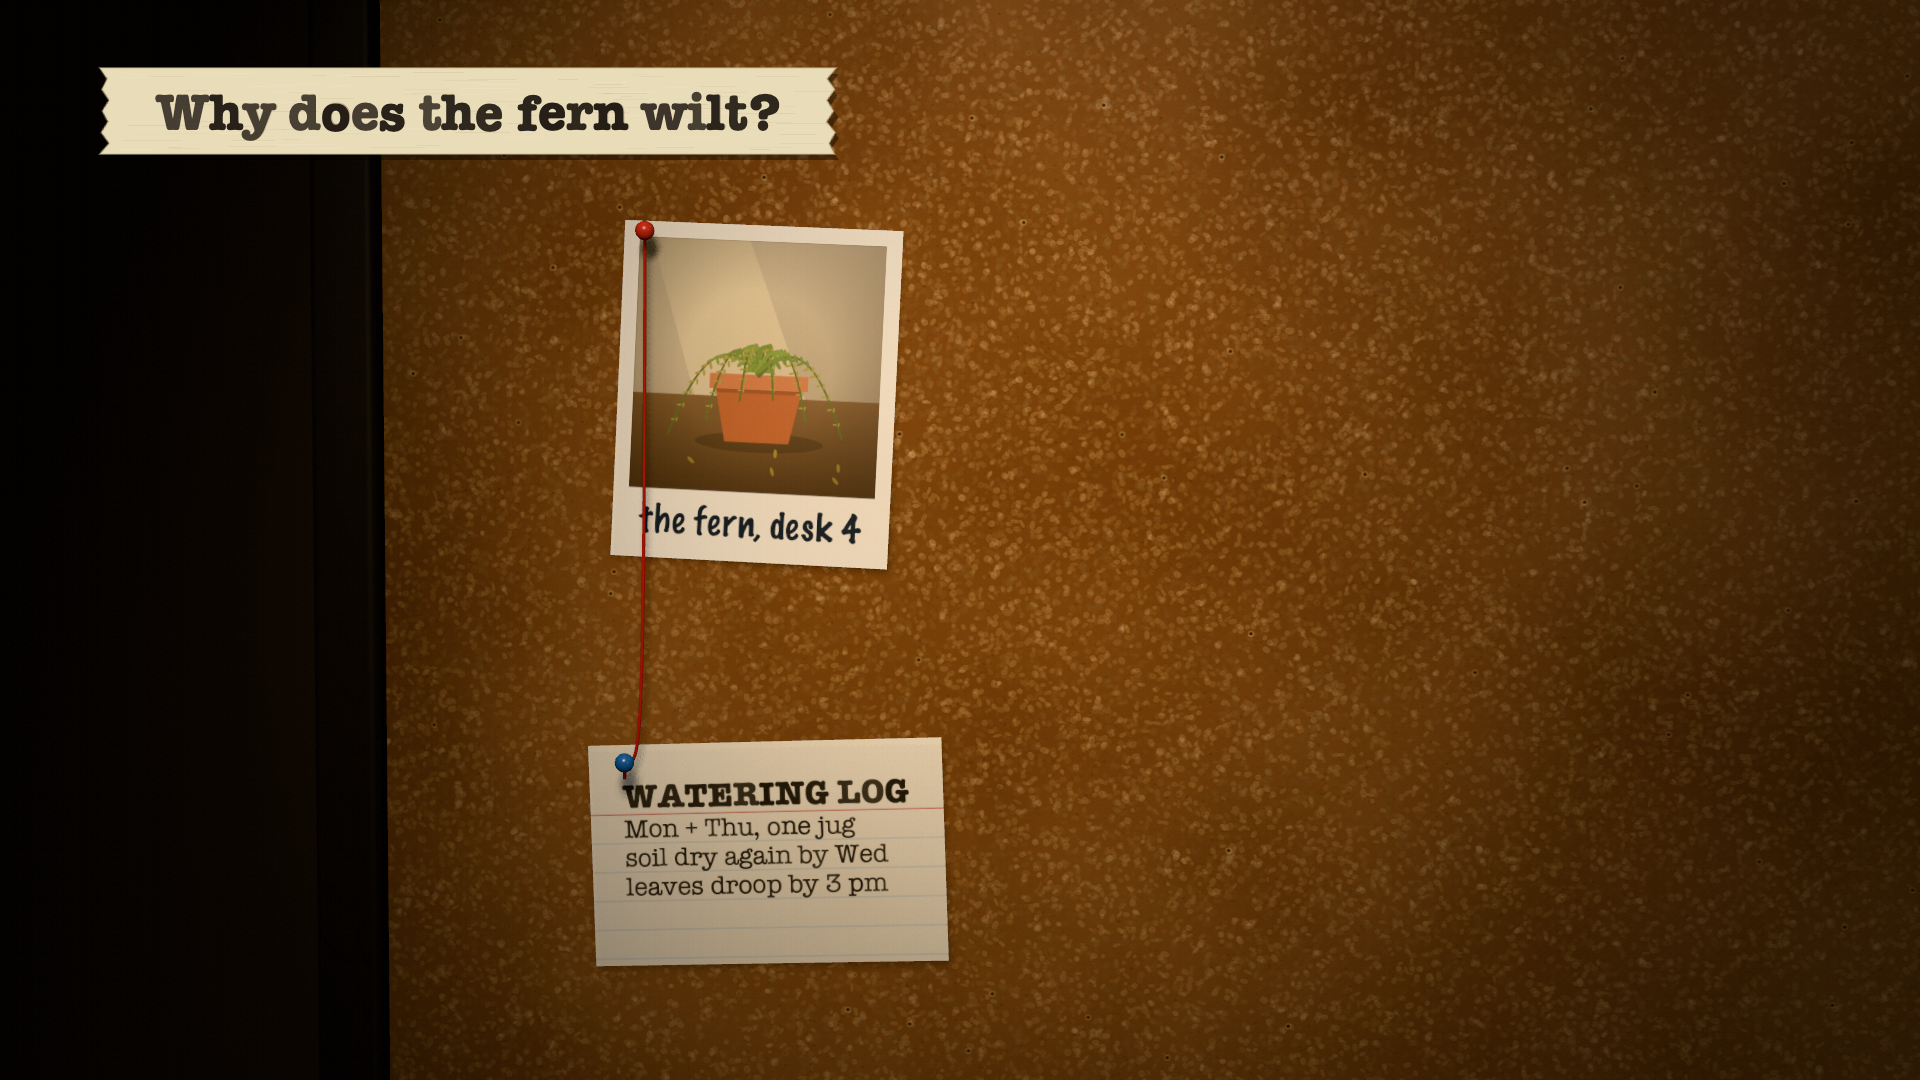 Why does the fern wilt?
the fern, desk 4
WATERING LOG
Mon + Thu, one jug
soil dry again by Wed
leaves droop by 3 pm